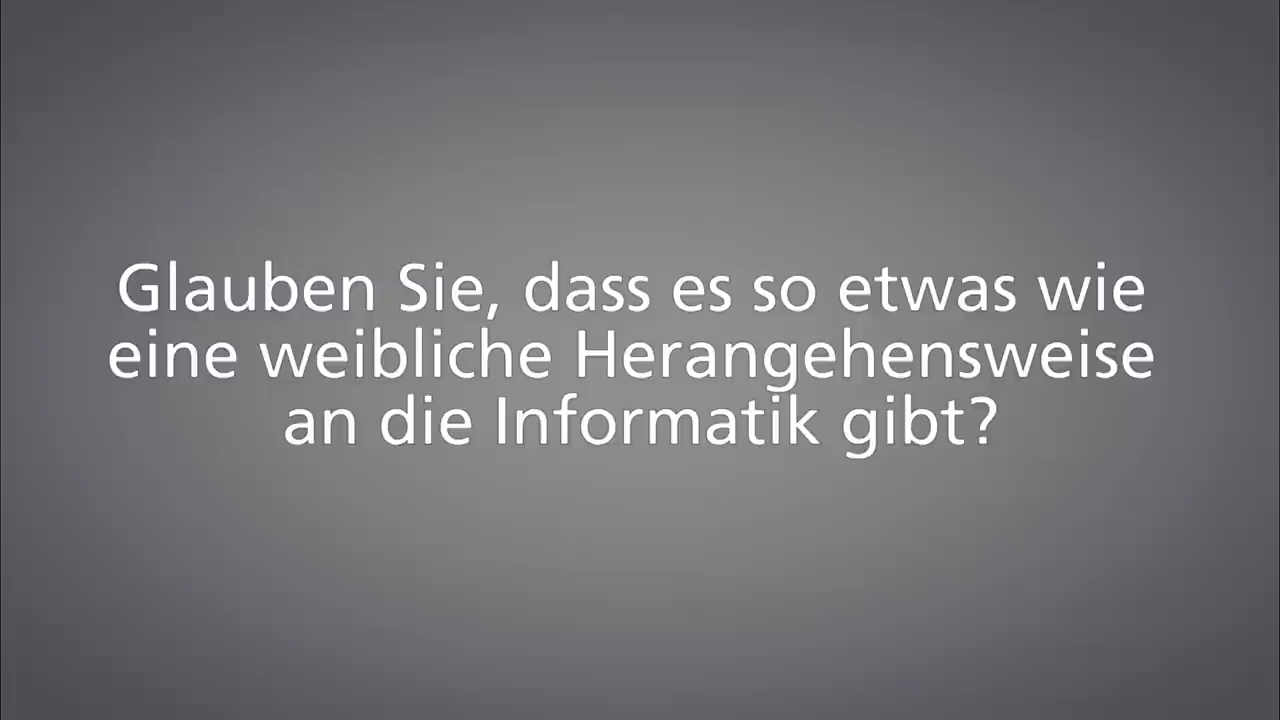 Glauben Sie, dass es so etwas wie
eine weibliche Herangehensweise
an die Informatik gibt?